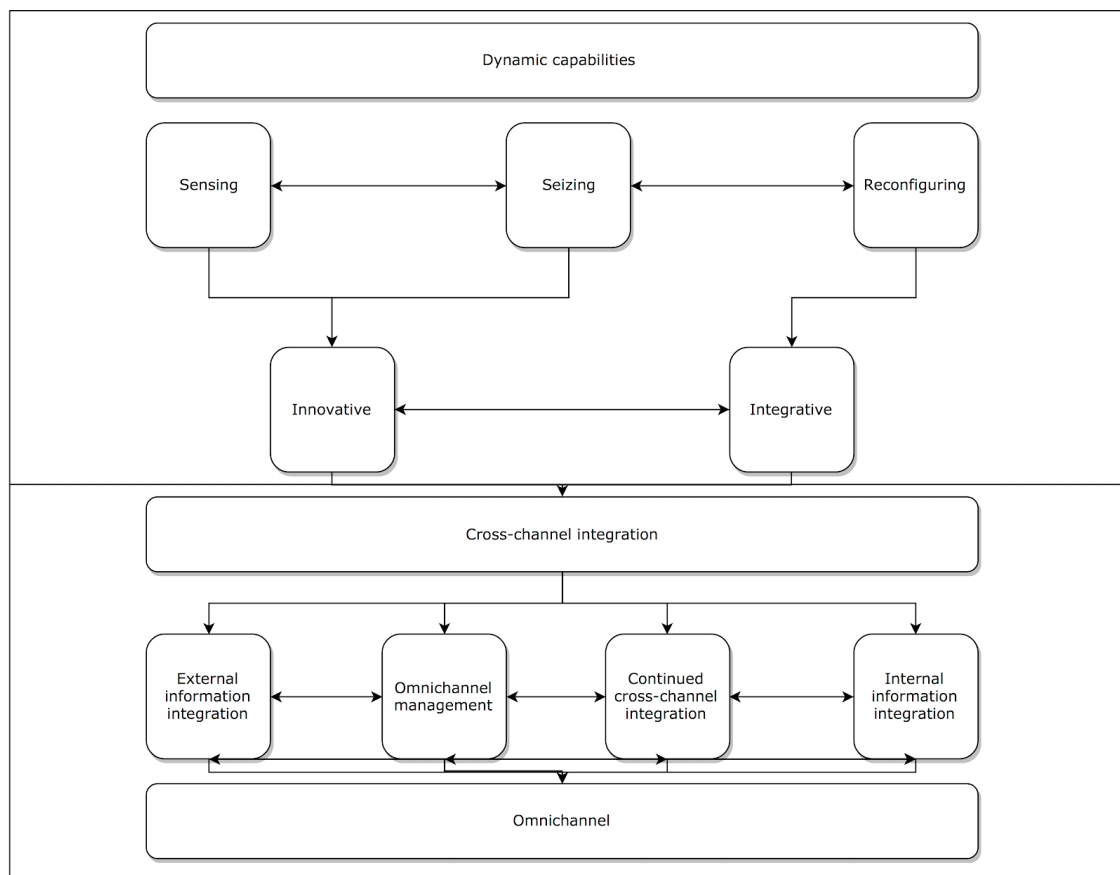 Dynamic capabilities
Sensing
Seizing
Reconfiguring
Innovative
Integrative
Cross-channel integration
External
information
integration
Omnichannel
management
Continued
cross-channel
integration
Internal
information
integration
Omnichannel